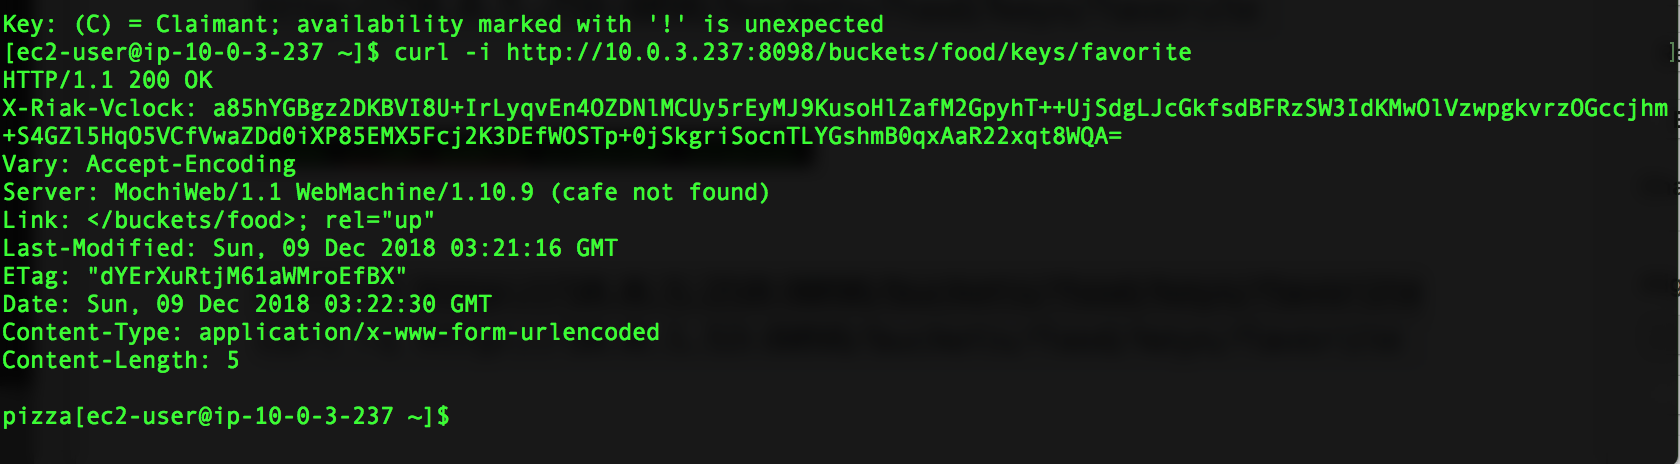 Key: (C) = Claimant; availability marked with '!' is unexpected
[ec2-user@ip-10-0-3-237 ~]$ curl -i http://10.0.3.237:8098/buckets/food/keys/favorite ]
HTTP/1.1 200 OK
X-Riak-Vclock: a85hYGBgz2DKBVI8U+IrLyqvEn4OZDNlMCUy5rEyMJ9KusoHlZafM2GpyhT++UjSdgLJcGkfsdBFRzSW3IdKMwOlVzwpgkvrzOGccjhm
+S4GZl5HqO5VCfVwaZDd0iXP85EMX5Fcj2K3DEfWOSTp+0jSkgriSocnTLYGshmB0qxAaR22xqt8WQA=
Vary: Accept-Encoding
Server: MochiWeb/1.1 WebMachine/1.10.9 (cafe not found)
Link: </buckets/food>; rel="up"
Last-Modified: Sun, 09 Dec 2018 03:21:16 GMT
ETag: "dYErXuRtjM61aWMroEfBX"
Date: Sun, 09 Dec 2018 03:22:30 GMT
Content-Type: application/x-www-form-urlencoded
Content-Length: 5

pizza[ec2-user@ip-10-0-3-237 ~]$